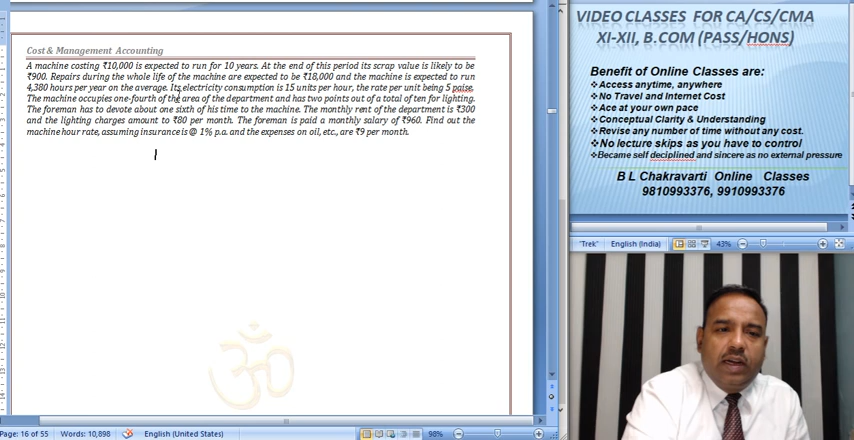 VIDEO CLASSES FOR CA/CS/CMA
XI-XII, B.COM (PASS/HONS)
Benefit of Online Classes are:
❖Access anytime, anywhere
❖No Travel and Internet Cost
❖Ace at your own pace
❖Conceptual Clarity & Understanding
❖Revise any number of time without any cost.
❖No lecture skips as you have to control
❖Became self deciplined and sincere as no external pressure
B L Chakravarti Online Classes
9810993376, 9910993376
"Trek"
English (India)
43%
Cost & Management Accounting
A machine costing ₹10,000 is expected to run for 10 years. At the end of this period its scrap value is likely to be
₹900. Repairs during the whole life of the machine are expected to be ₹18,000 and the machine is expected to run
4,380 hours per year on the average. Its electricity consumption is 15 units per hour, the rate per unit being 5 paise.
The machine occupies one-fourth of the area of the department and has two points out of a total of ten for lighting.
The foreman has to devote about one sixth of his time to the machine. The monthly rent of the department is ₹300
and the lighting charges amount to ₹80 per month. The foreman is paid a monthly salary of ₹960. Find out the
machine hour rate, assuming insurance is @ 1% p.a. and the expenses on oil, etc., are ₹9 per month.
ॐ
Page: 16 of 55
Words: 10,898
English (United States)
98%